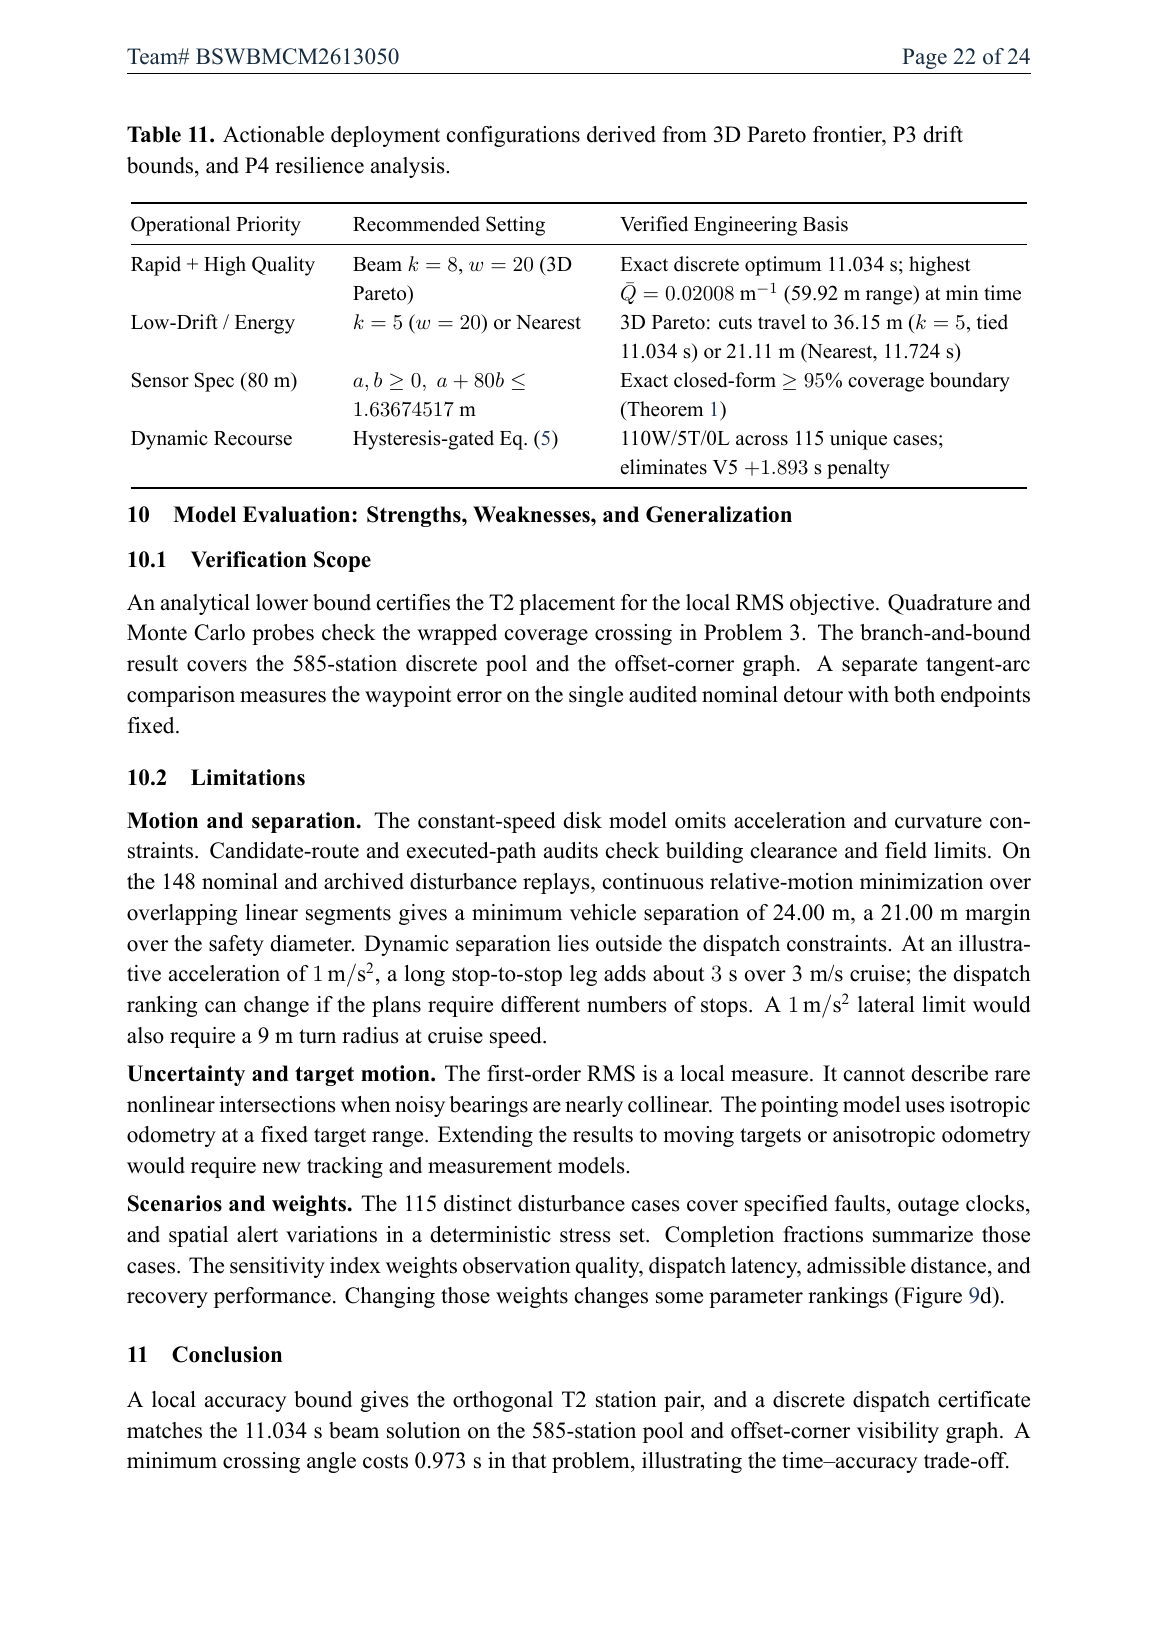 Team# BSWBMCM2613050 Page 22 of 24
Table 11. Actionable deployment configurations derived from 3D Pareto frontier, P3 drift
bounds, and P4 resilience analysis.
Operational Priority Recommended Setting Verified Engineering Basis
Rapid + High Quality Beam k = 8, w = 20 (3D Exact discrete optimum 11.034 s; highest
Pareto) Q̄ = 0.02008 m⁻¹ (59.92 m range) at min time
Low-Drift / Energy k = 5 (w = 20) or Nearest 3D Pareto: cuts travel to 36.15 m (k = 5, tied
11.034 s) or 21.11 m (Nearest, 11.724 s)
Sensor Spec (80 m) a, b ≥ 0, a + 80b ≤ Exact closed-form ≥ 95% coverage boundary
1.63674517 m (Theorem 1)
Dynamic Recourse Hysteresis-gated Eq. (5) 110W/5T/0L across 115 unique cases;
eliminates V5 +1.893 s penalty
10 Model Evaluation: Strengths, Weaknesses, and Generalization
10.1 Verification Scope
An analytical lower bound certifies the T2 placement for the local RMS objective. Quadrature and
Monte Carlo probes check the wrapped coverage crossing in Problem 3. The branch-and-bound
result covers the 585-station discrete pool and the offset-corner graph. A separate tangent-arc
comparison measures the waypoint error on the single audited nominal detour with both endpoints
fixed.
10.2 Limitations
Motion and separation. The constant-speed disk model omits acceleration and curvature con-
straints. Candidate-route and executed-path audits check building clearance and field limits. On
the 148 nominal and archived disturbance replays, continuous relative-motion minimization over
overlapping linear segments gives a minimum vehicle separation of 24.00 m, a 21.00 m margin
over the safety diameter. Dynamic separation lies outside the dispatch constraints. At an illustra-
tive acceleration of 1 m/s², a long stop-to-stop leg adds about 3 s over 3 m/s cruise; the dispatch
ranking can change if the plans require different numbers of stops. A 1 m/s² lateral limit would
also require a 9 m turn radius at cruise speed.
Uncertainty and target motion. The first-order RMS is a local measure. It cannot describe rare
nonlinear intersections when noisy bearings are nearly collinear. The pointing model uses isotropic
odometry at a fixed target range. Extending the results to moving targets or anisotropic odometry
would require new tracking and measurement models.
Scenarios and weights. The 115 distinct disturbance cases cover specified faults, outage clocks,
and spatial alert variations in a deterministic stress set. Completion fractions summarize those
cases. The sensitivity index weights observation quality, dispatch latency, admissible distance, and
recovery performance. Changing those weights changes some parameter rankings (Figure 9d).
11 Conclusion
A local accuracy bound gives the orthogonal T2 station pair, and a discrete dispatch certificate
matches the 11.034 s beam solution on the 585-station pool and offset-corner visibility graph. A
minimum crossing angle costs 0.973 s in that problem, illustrating the time–accuracy trade-off.